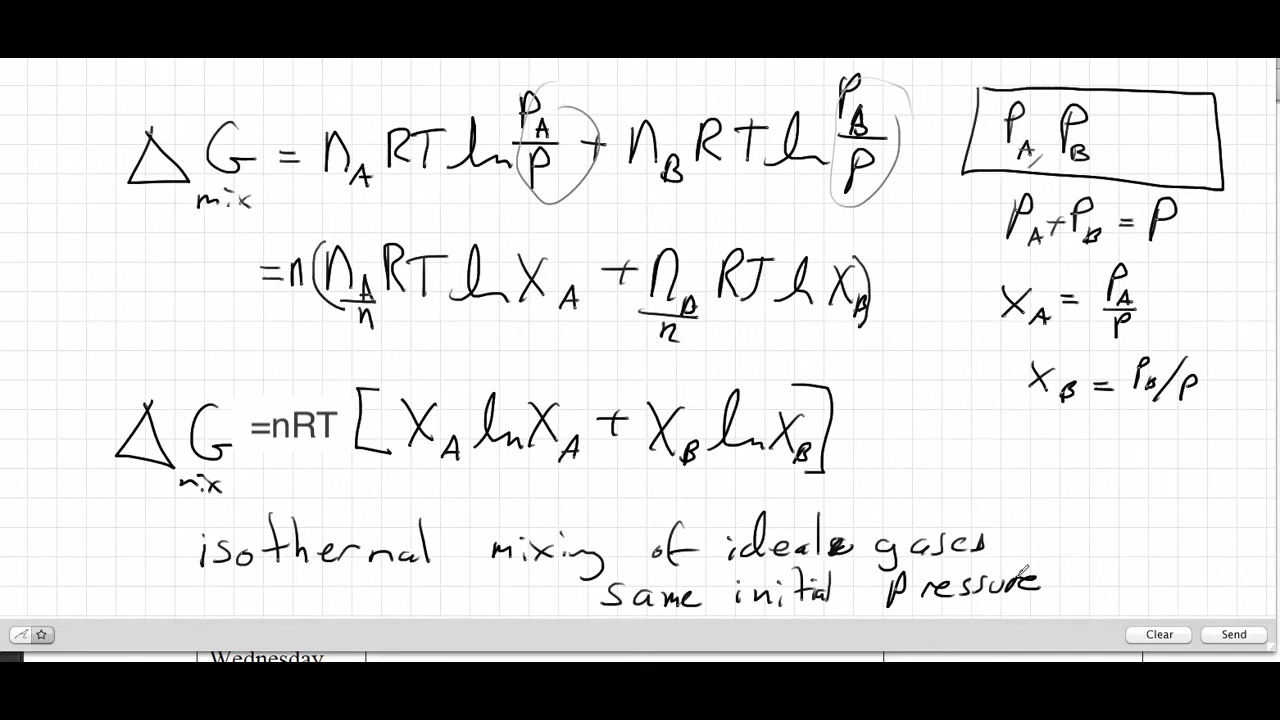 ΔG_mix = n_A RT ln P_A/P + n_B RT ln P_B/P
= n(n_A/n RT ln X_A + n_B/n RT ln X_B)
ΔG_mix =nRT [X_A ln X_A + X_B ln X_B]
isothermal mixing of ideal gases
same initial pressure
P_A P_B
P_A + P_B = P
X_A = P_A/P
X_B = P_B/P
Clear
Send
Wednesday